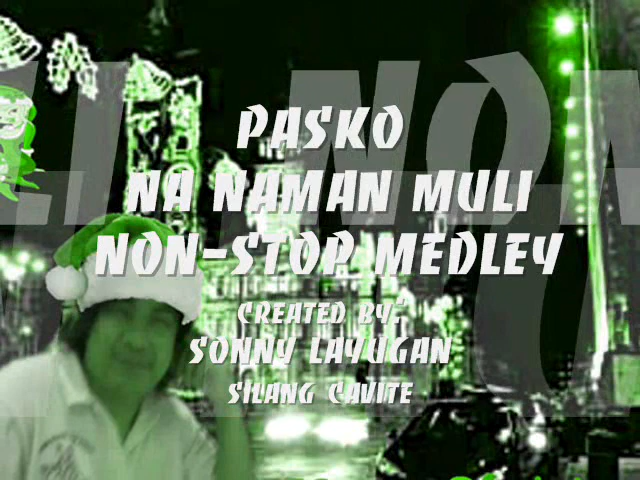 PASKO
NA NAMAN MULI
NON-STOP MEDLEY
CREATED BY:
SONNY LAYUGAN
SILANG CAVITE